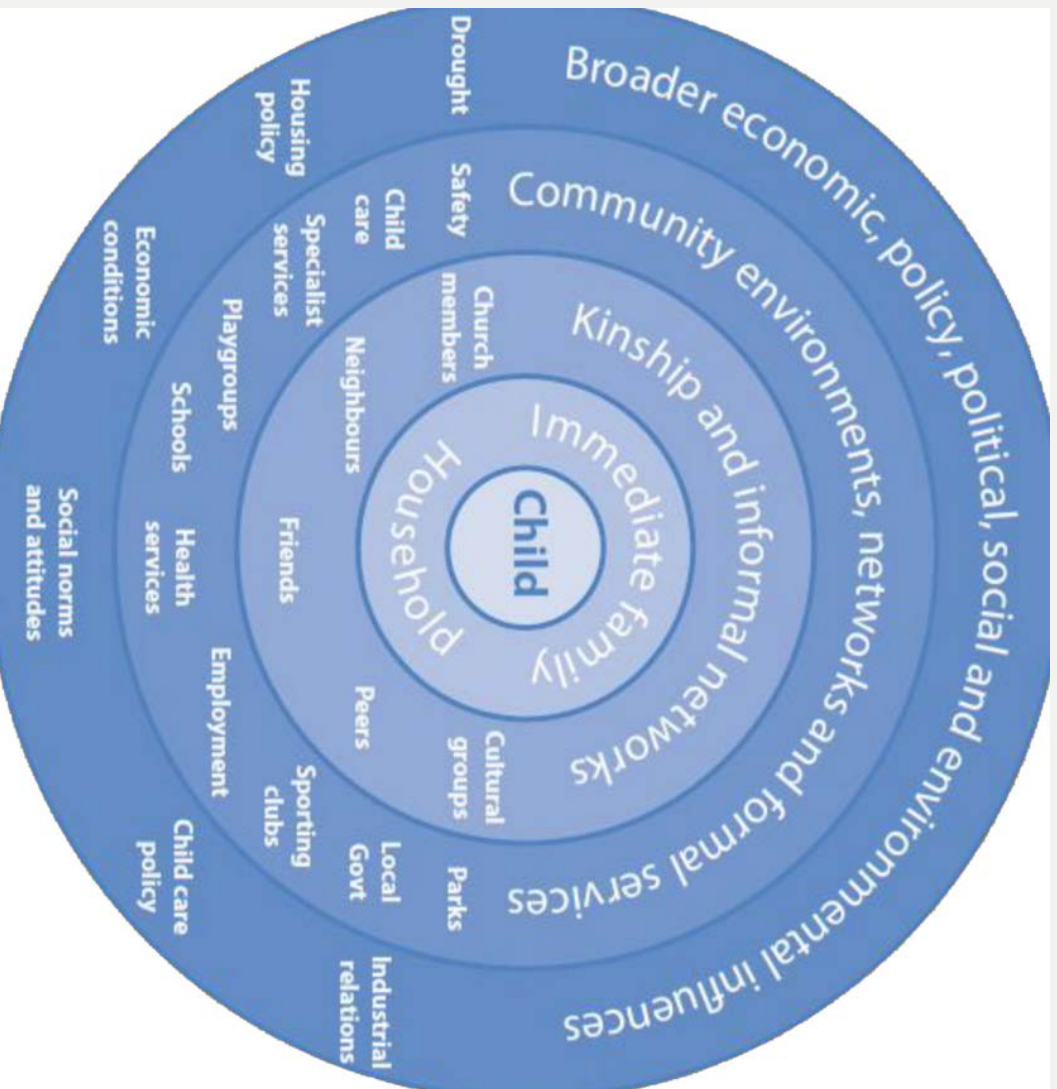 Broader economic, policy, political, social and environmental influences
Community environments, networks and formal services
Kinship and informal networks
Immediate family
Child
Household
Church
members
Neighbours
Friends
Peers
Cultural
groups
Safety
Child
care
Specialist
services
Playgroups
Schools
Health
services
Employment
Sporting
clubs
Local
Govt
Parks
Drought
Housing
policy
Economic
conditions
Social norms
and attitudes
Child care
policy
Industrial
relations